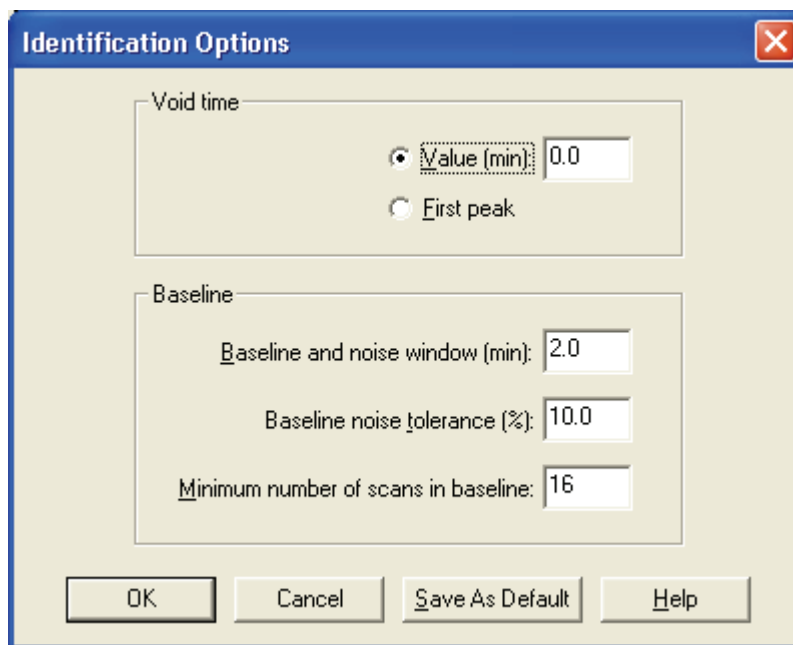 Identification Options
Void time
Value (min): 0.0
First peak
Baseline
Baseline and noise window (min): 2.0
Baseline noise tolerance (%): 10.0
Minimum number of scans in baseline: 16
OK Cancel Save As Default Help